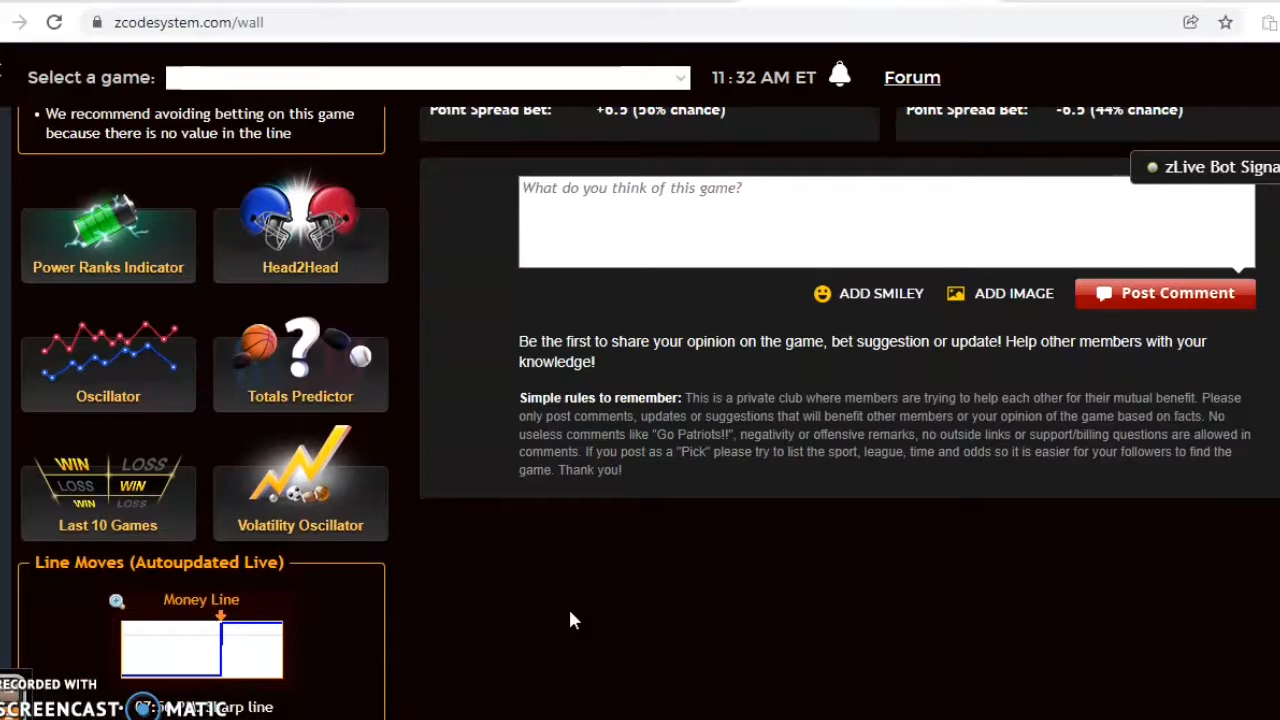 zcodesystem.com/wall
Select a game:
11:32 AM ET
Forum
• We recommend avoiding betting on this game
because there is no value in the line
Point Spread Bet: +6.5 (56% chance)
Point Spread Bet: -6.5 (44% chance)
zLive Bot Signa
What do you think of this game?
Power Ranks Indicator
Head2Head
ADD SMILEY
ADD IMAGE
Post Comment
Be the first to share your opinion on the game, bet suggestion or update! Help other members with your
knowledge!
Simple rules to remember: This is a private club where members are trying to help each other for their mutual benefit. Please
only post comments, updates or suggestions that will benefit other members or your opinion of the game based on facts. No
useless comments like "Go Patriots!!", negativity or offensive remarks, no outside links or support/billing questions are allowed in
comments. If you post as a "Pick" please try to list the sport, league, time and odds so it is easier for your followers to find the
game. Thank you!
Oscillator
Totals Predictor
WIN LOSS
LOSS WIN
WIN LOSS
Last 10 Games
Volatility Oscillator
Line Moves (Autoupdated Live)
Money Line
RECORDED WITH
SCREENCAST MATIC
line